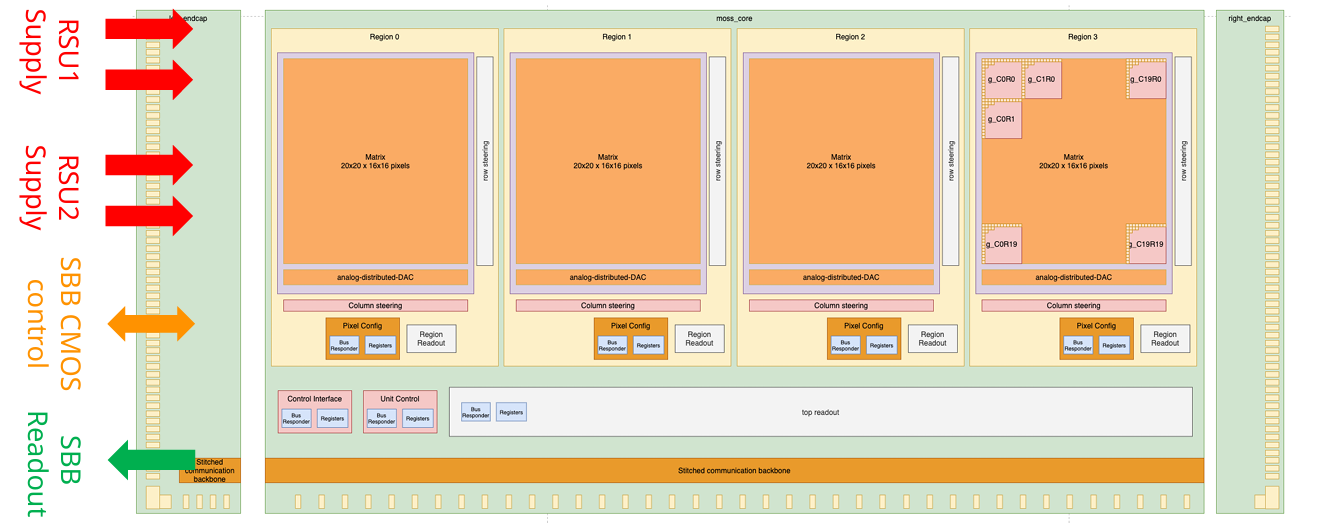 RSU1
Supply
RSU2
Supply
SBB CMOS
control
SBB
Readout
endcap
Stitched
communication
backbone
moss_core
Region 0
Matrix
20x20 x 16x16 pixels
row steering
analog-distributed-DAC
Column steering
Pixel Config
Bus
Responder
Registers
Region
Readout
Region 1
Matrix
20x20 x 16x16 pixels
row steering
analog-distributed-DAC
Column steering
Pixel Config
Bus
Responder
Registers
Region
Readout
Region 2
Matrix
20x20 x 16x16 pixels
row steering
analog-distributed-DAC
Column steering
Pixel Config
Bus
Responder
Registers
Region
Readout
Region 3
g_C0R0
g_C1R0
g_C19R0
g_C0R1
Matrix
20x20 x 16x16 pixels
g_C0R19
g_C19R19
row steering
analog-distributed-DAC
Column steering
Pixel Config
Bus
Responder
Registers
Region
Readout
Control Interface
Bus
Responder
Registers
Unit Control
Bus
Responder
Registers
Bus
Responder
Registers
top readout
Stitched communication backbone
right_endcap